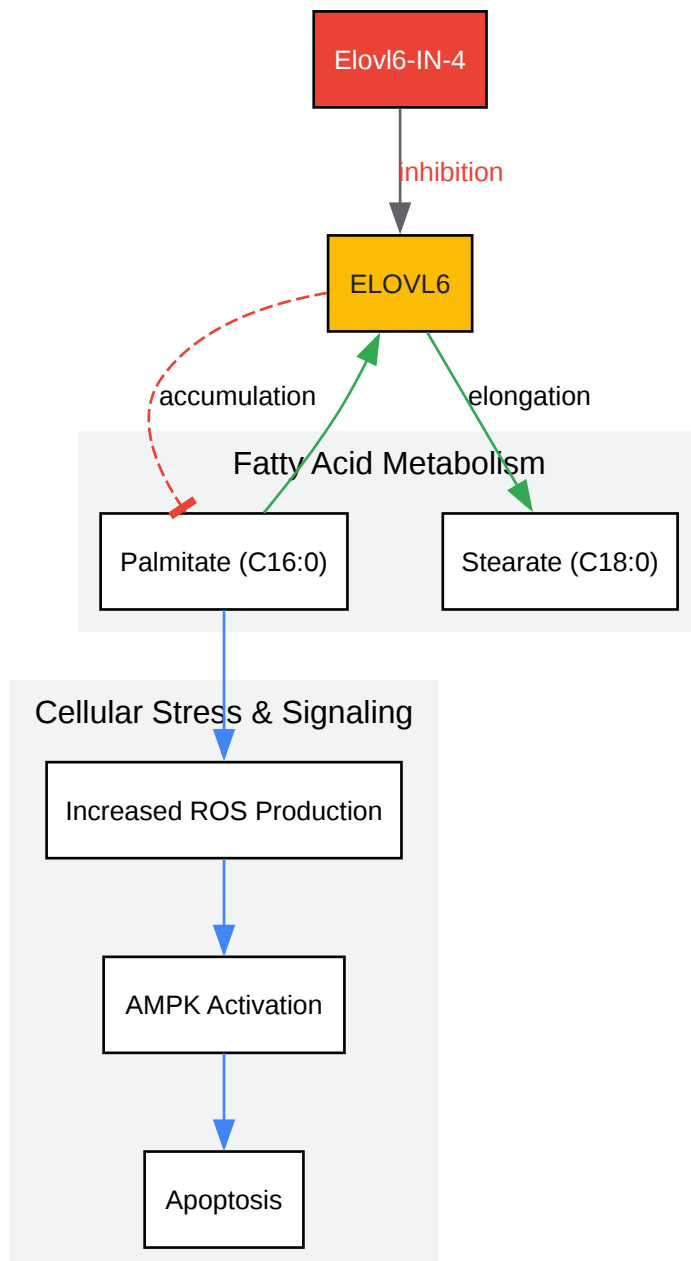 Elovl6-IN-4
inhibition
ELOVL6
accumulation
elongation
Fatty Acid Metabolism
Palmitate (C16:0)
Stearate (C18:0)
Cellular Stress & Signaling
Increased ROS Production
AMPK Activation
Apoptosis